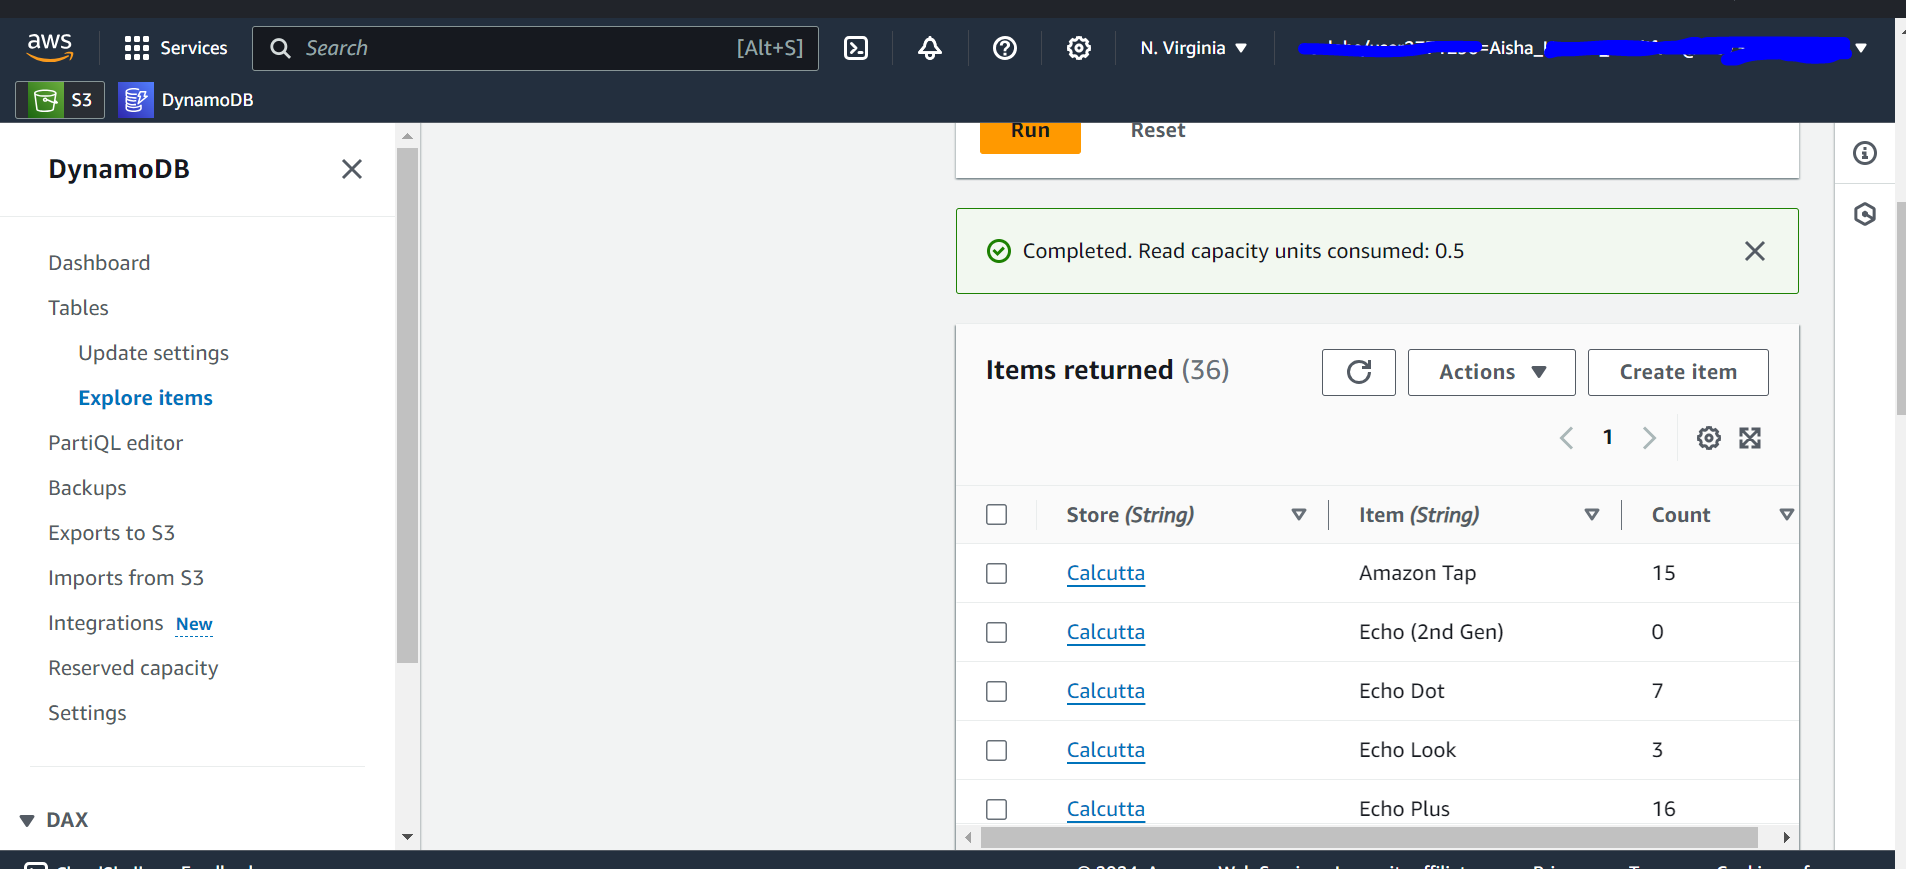 aws
Services
Search
[Alt+S]
N. Virginia
=Aisha_
S3
DynamoDB
DynamoDB
Dashboard
Tables
Update settings
Explore items
PartiQL editor
Backups
Exports to S3
Imports from S3
Integrations New
Reserved capacity
Settings
DAX
Run
Reset
Completed. Read capacity units consumed: 0.5
Items returned (36)
Actions
Create item
1
Store (String)
Item (String)
Count
Calcutta
Amazon Tap
15
Calcutta
Echo (2nd Gen)
0
Calcutta
Echo Dot
7
Calcutta
Echo Look
3
Calcutta
Echo Plus
16